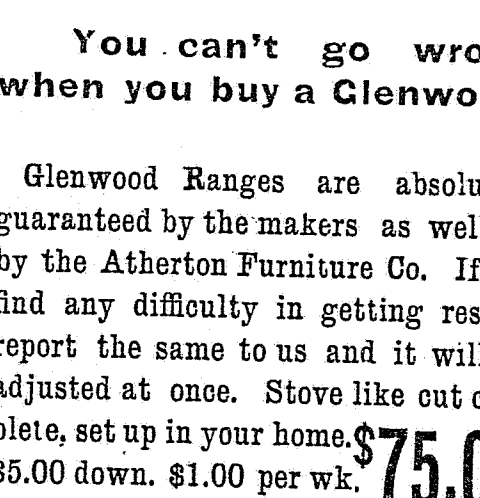 You can't go wro
when you buy a Glenwo
Glenwood Ranges are absolu
guaranteed by the makers as wel
by the Atherton Furniture Co. If
find any difficulty in getting res
report the same to us and it wil
adjusted at once. Stove like cut c
plete, set up in your home.
$5.00 down. $1.00 per wk. $75.0